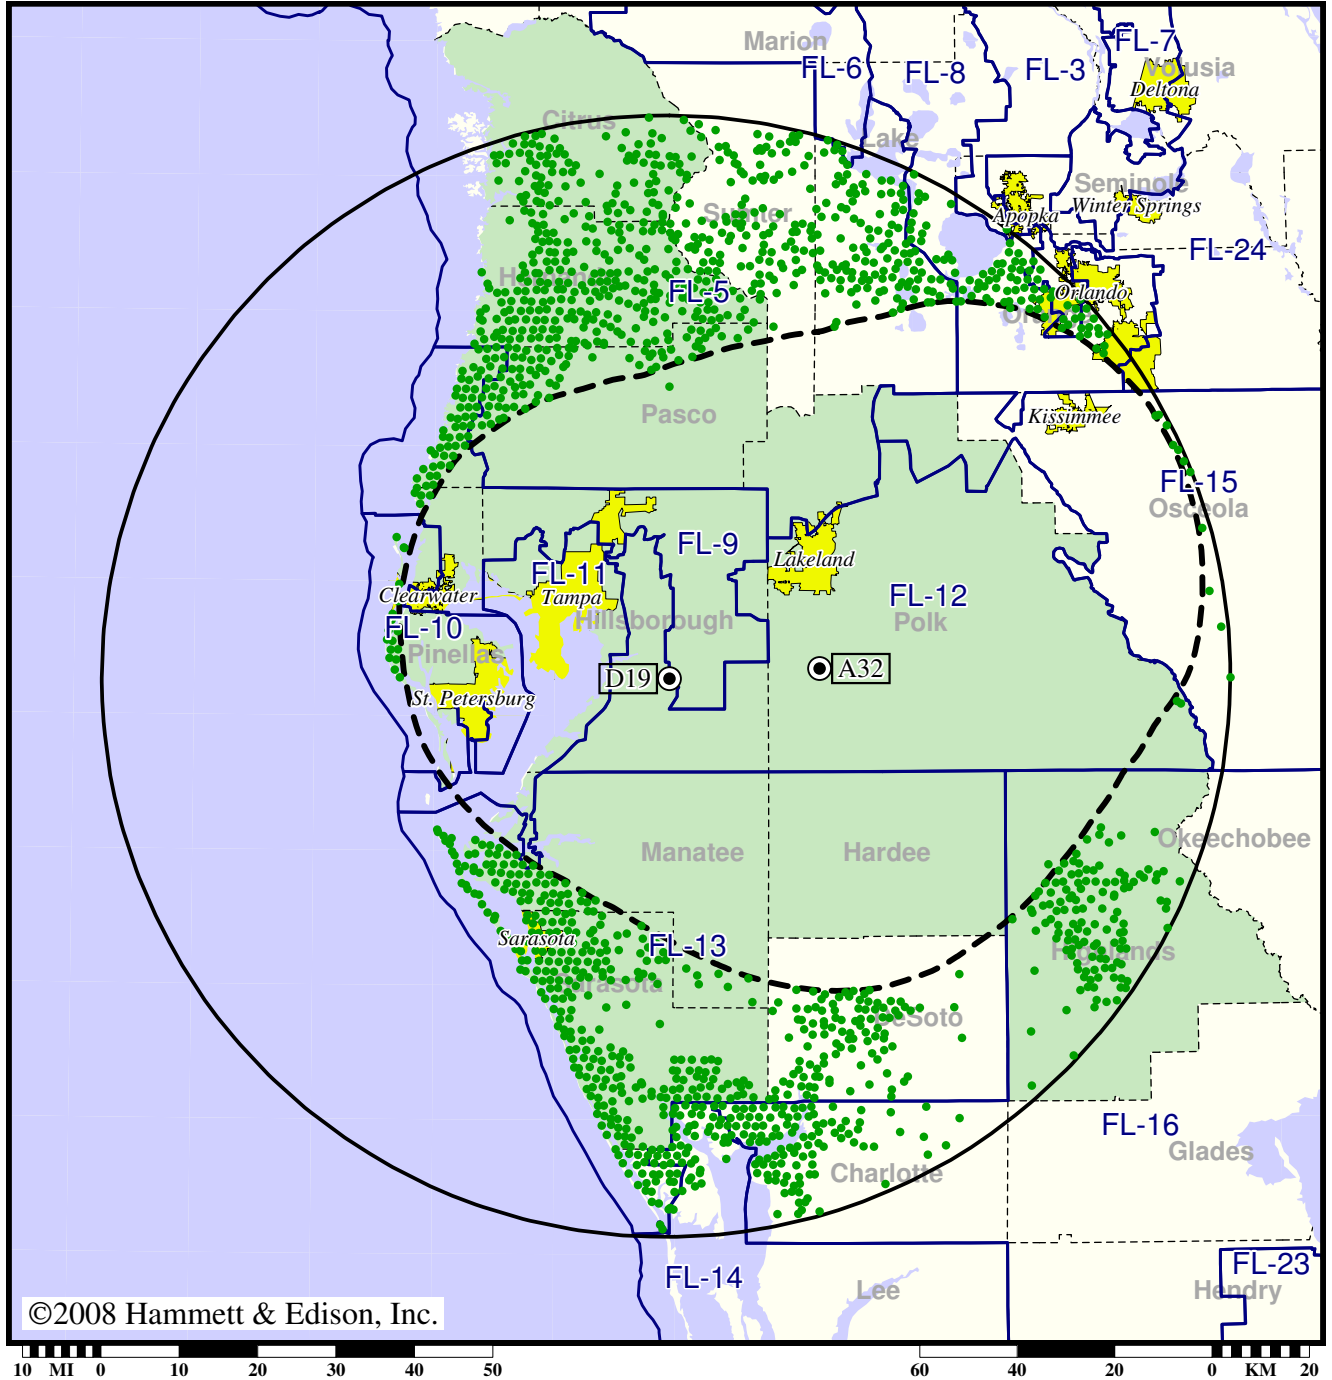 Marion
FL-6
FL-8
FL-3
FL-7
Volusia
Deltona
Citrus
Lake
Seminole
Winter Springs
Apopka
Sumter
FL-24
Hernando
FL-5
Orlando
Orange
Pasco
Kissimmee
FL-15
Osceola
FL-9
Lakeland
FL-11
Tampa
Clearwater
FL-12
Polk
Hillsborough
FL-10
Pinellas
D19
A32
St. Petersburg
Manatee
Hardee
Okeechobee
Sarasota
FL-13
Highlands
Sarasota
DeSoto
FL-16
Glades
Charlotte
FL-14
FL-23
Lee
Hendry
©2008 Hammett & Edison, Inc.
10 MI 0 10 20 30 40 50
60 40 20 0 KM 20